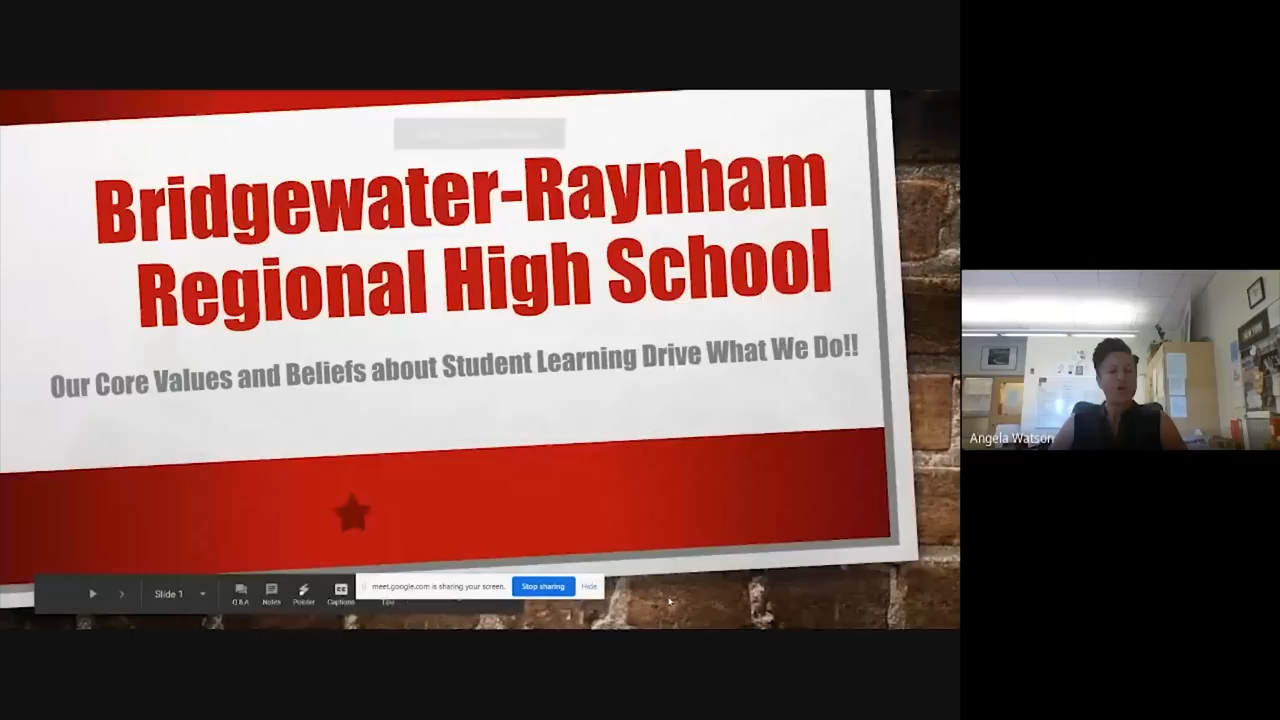 Bridgewater-Raynham
Regional High School
Our Core Values and Beliefs about Student Learning Drive What We Do!!
Angela Watson
Slide 1
Q & A
Notes
Pointer
Captions
meet.google.com is sharing your screen.
Stop sharing
Hide